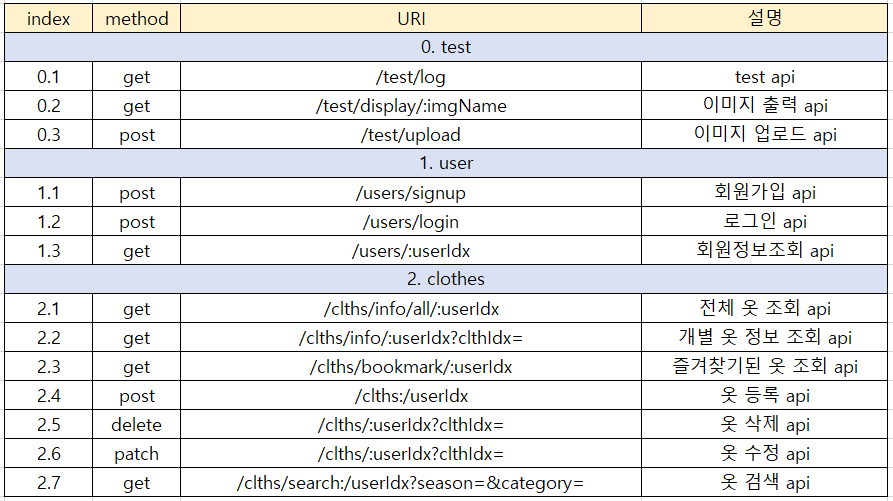 index method URI 설명
0. test
0.1 get /test/log test api
0.2 get /test/display/:imgName 이미지 출력 api
0.3 post /test/upload 이미지 업로드 api
1. user
1.1 post /users/signup 회원가입 api
1.2 post /users/login 로그인 api
1.3 get /users/:userIdx 회원정보조회 api
2. clothes
2.1 get /clths/info/all/:userIdx 전체 옷 조회 api
2.2 get /clths/info/:userIdx?clthIdx= 개별 옷 정보 조회 api
2.3 get /clths/bookmark/:userIdx 즐겨찾기된 옷 조회 api
2.4 post /clths:/userIdx 옷 등록 api
2.5 delete /clths/:userIdx?clthIdx= 옷 삭제 api
2.6 patch /clths/:userIdx?clthIdx= 옷 수정 api
2.7 get /clths/search:/userIdx?season=&category= 옷 검색 api